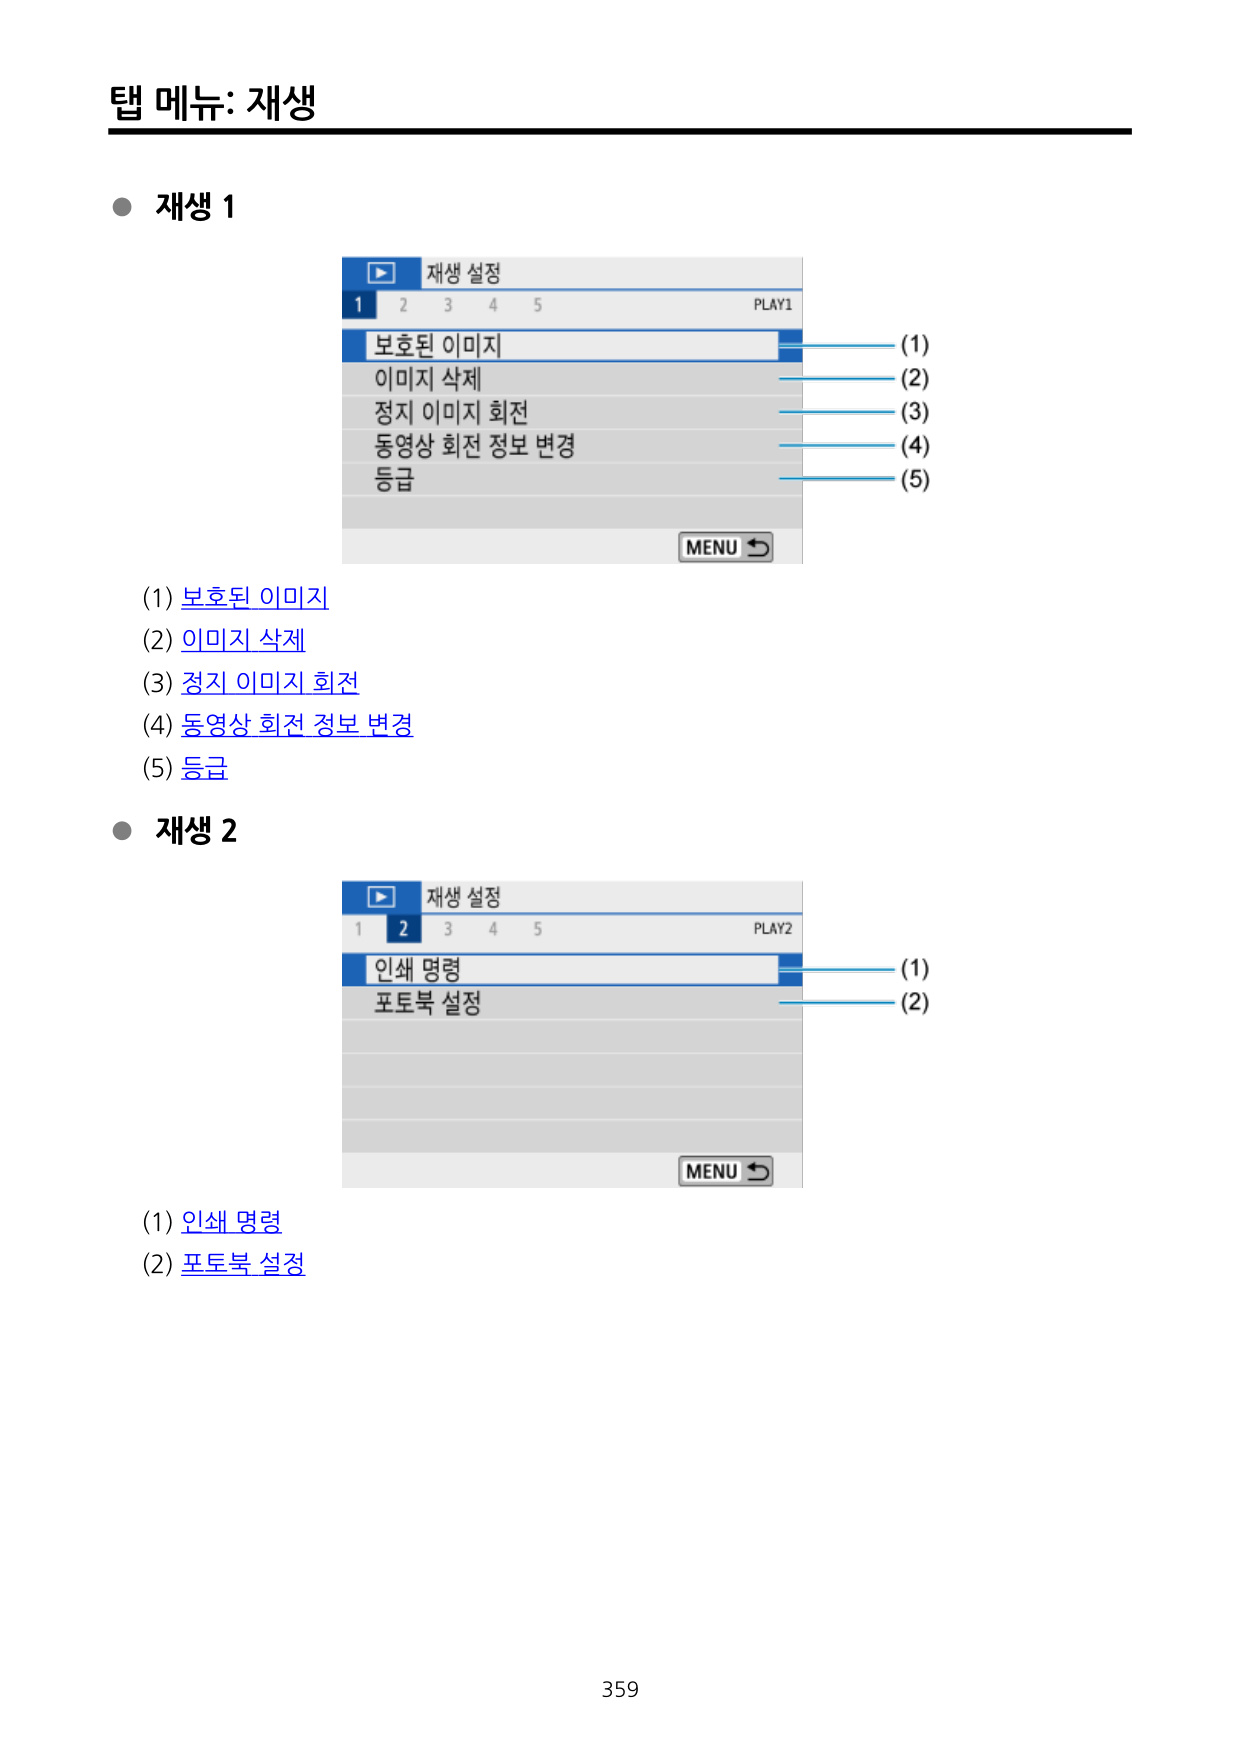 탭 메뉴: 재생
● 재생 1
재생 설정
1 2 3 4 5 PLAY1
보호된 이미지 (1)
이미지 삭제 (2)
정지 이미지 회전 (3)
동영상 회전 정보 변경 (4)
등급 (5)
MENU
(1) 보호된 이미지
(2) 이미지 삭제
(3) 정지 이미지 회전
(4) 동영상 회전 정보 변경
(5) 등급
● 재생 2
재생 설정
1 2 3 4 5 PLAY2
인쇄 명령 (1)
포토북 설정 (2)
MENU
(1) 인쇄 명령
(2) 포토북 설정
359